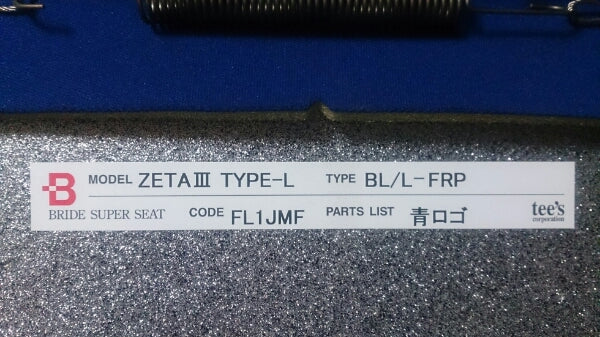 B MODEL ZETAⅢ TYPE-L TYPE BL/L-FRP
BRIDE SUPER SEAT CODE FL1JMF PARTS LIST 青ロゴ tee's
corporation